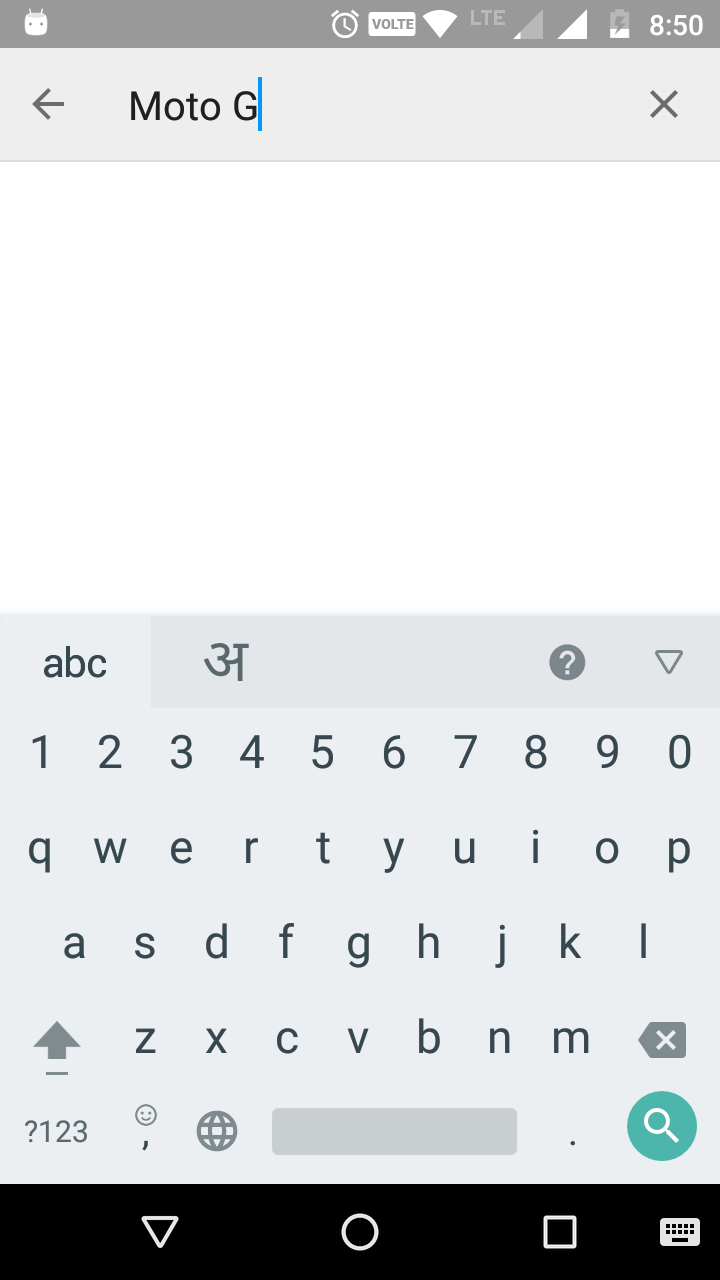 VOLTE LTE 8:50
Moto G
abc अ ?
1 2 3 4 5 6 7 8 9 0
q w e r t y u i o p
a s d f g h j k l
z x c v b n m
?123 , .